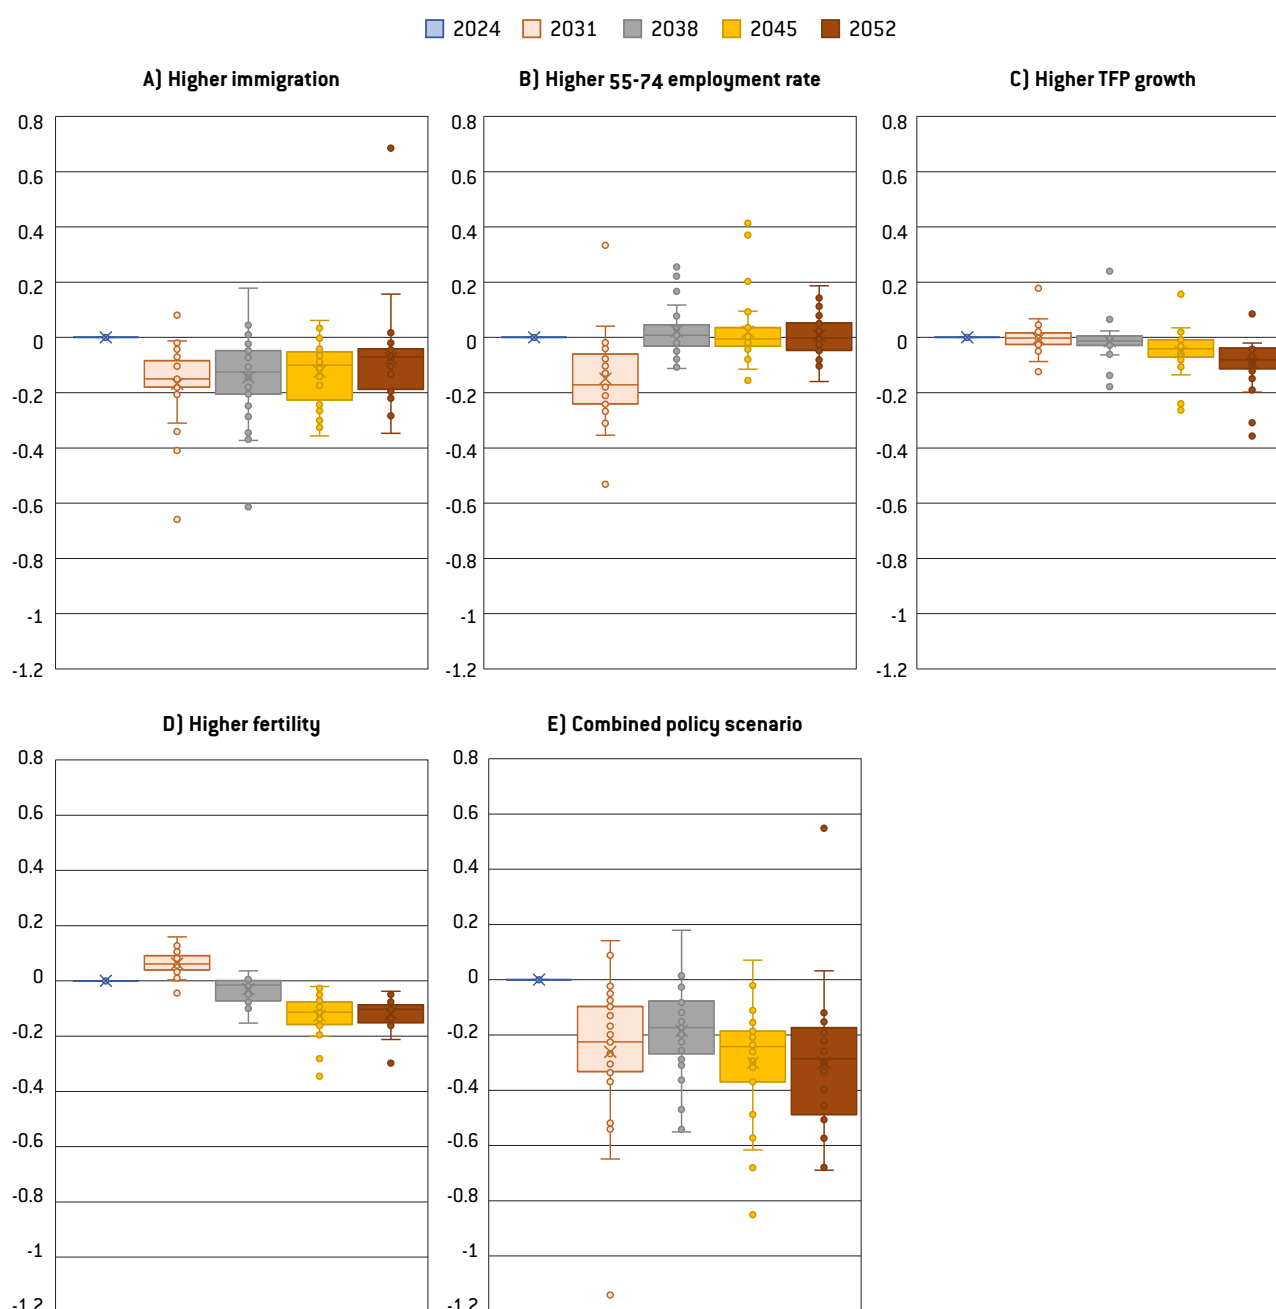 2024 2031 2038 2045 2052
A) Higher immigration
B) Higher 55-74 employment rate
C) Higher TFP growth
0.8 0.8 0.8
0.6 0.6 0.6
0.4 0.4 0.4
0.2 0.2 0.2
0 0 0
-0.2 -0.2 -0.2
-0.4 -0.4 -0.4
-0.6 -0.6 -0.6
-0.8 -0.8 -0.8
-1 -1 -1
-1.2 -1.2 -1.2
D) Higher fertility
E) Combined policy scenario
0.8 0.8
0.6 0.6
0.4 0.4
0.2 0.2
0 0
-0.2 -0.2
-0.4 -0.4
-0.6 -0.6
-0.8 -0.8
-1 -1
-1.2 -1.2